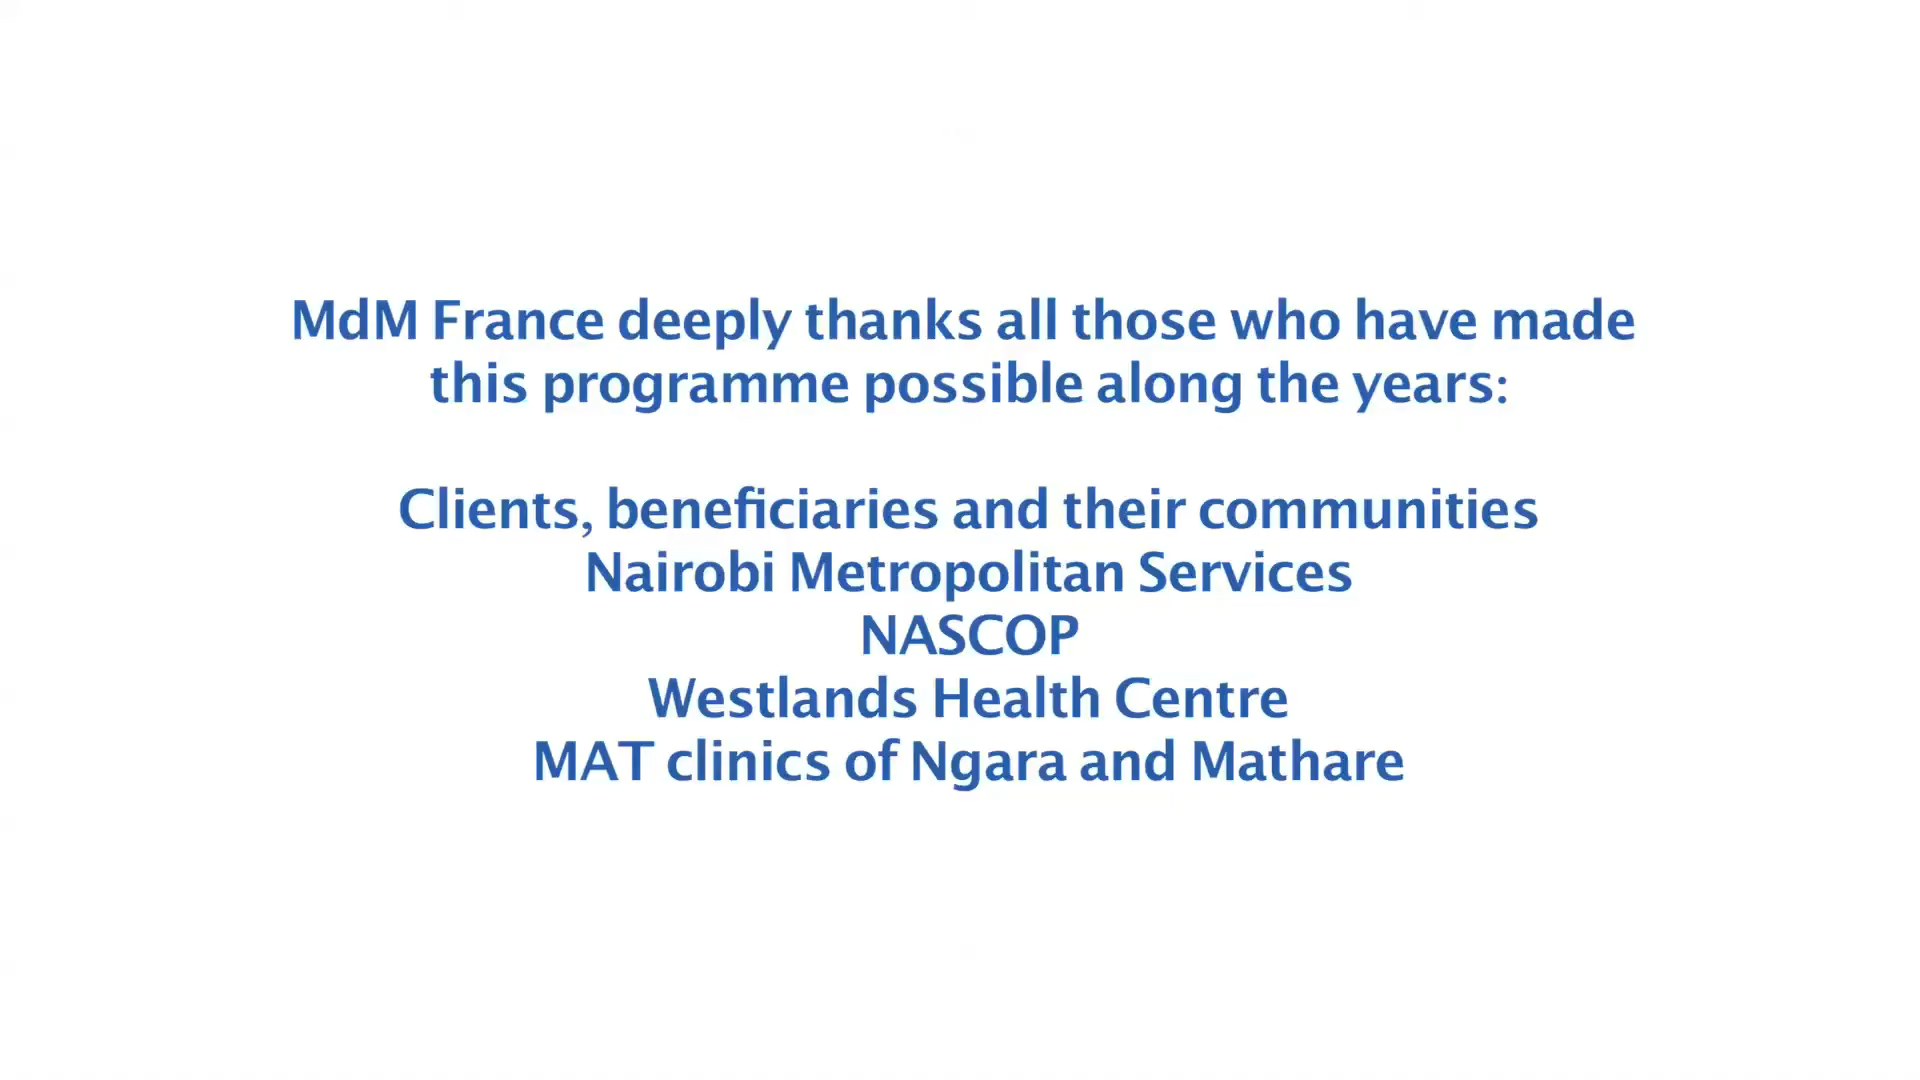 MdM France deeply thanks all those who have made
this programme possible along the years:
Clients, beneficiaries and their communities
Nairobi Metropolitan Services
NASCOP
Westlands Health Centre
MAT clinics of Ngara and Mathare